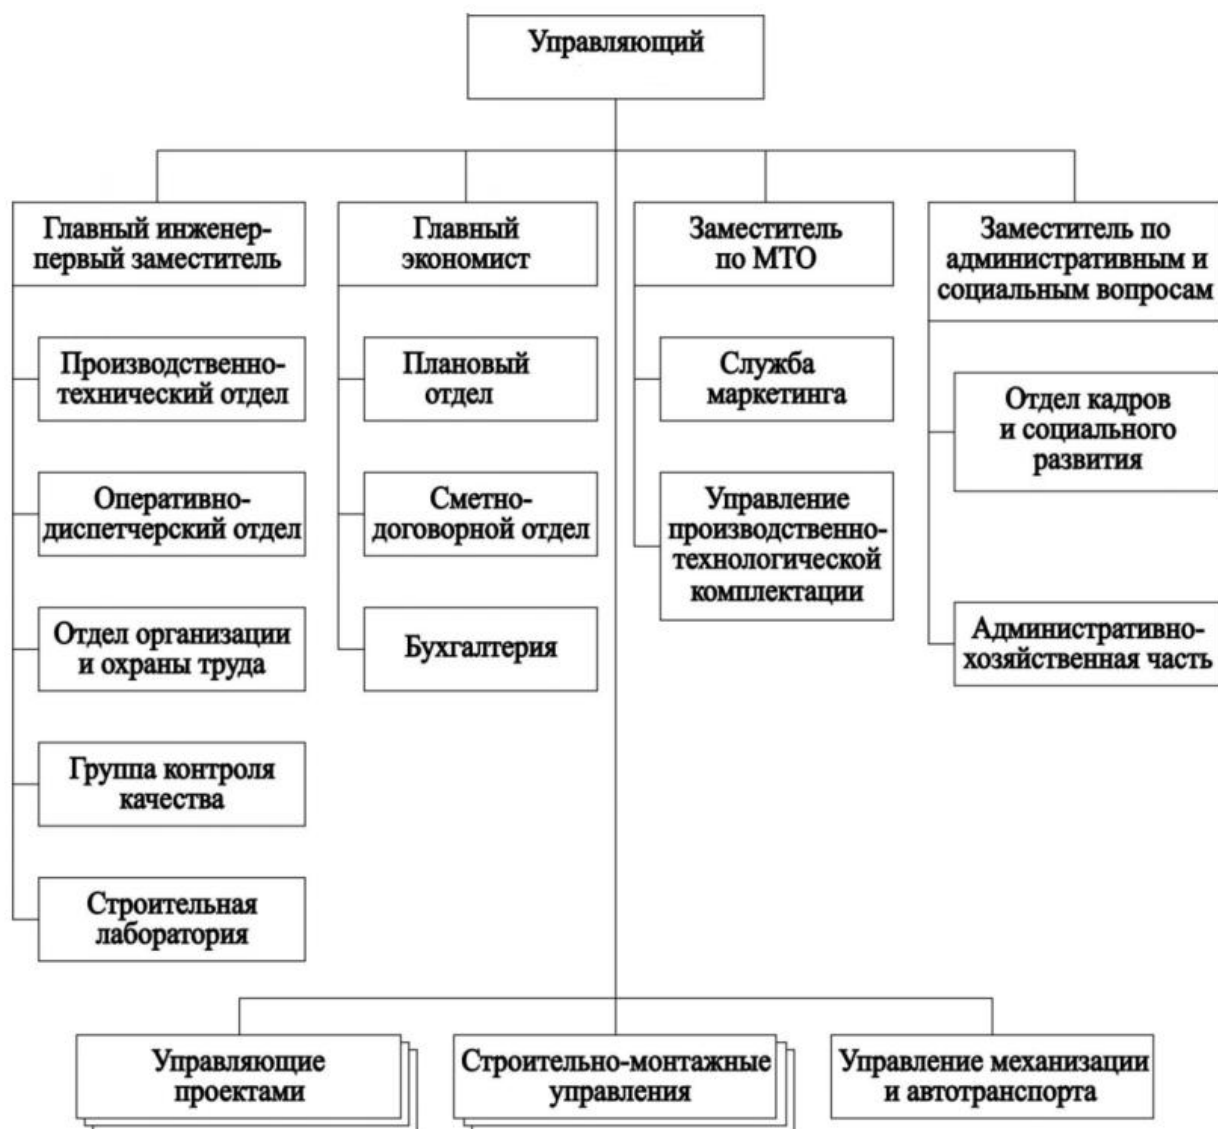 Управляющий
Главный инженер-
первый заместитель
Производственно-
технический отдел
Оперативно-
диспетчерский отдел
Отдел организации
и охраны труда
Группа контроля
качества
Строительная
лаборатория
Главный
экономист
Плановый
отдел
Сметно-
договорной отдел
Бухгалтерия
Заместитель
по МТО
Служба
маркетинга
Управление
производственно-
технологической
комплектации
Заместитель по
административным и
социальным вопросам
Отдел кадров
и социального
развития
Административно-
хозяйственная часть
Управляющие
проектами
Строительно-монтажные
управления
Управление механизации
и автотранспорта